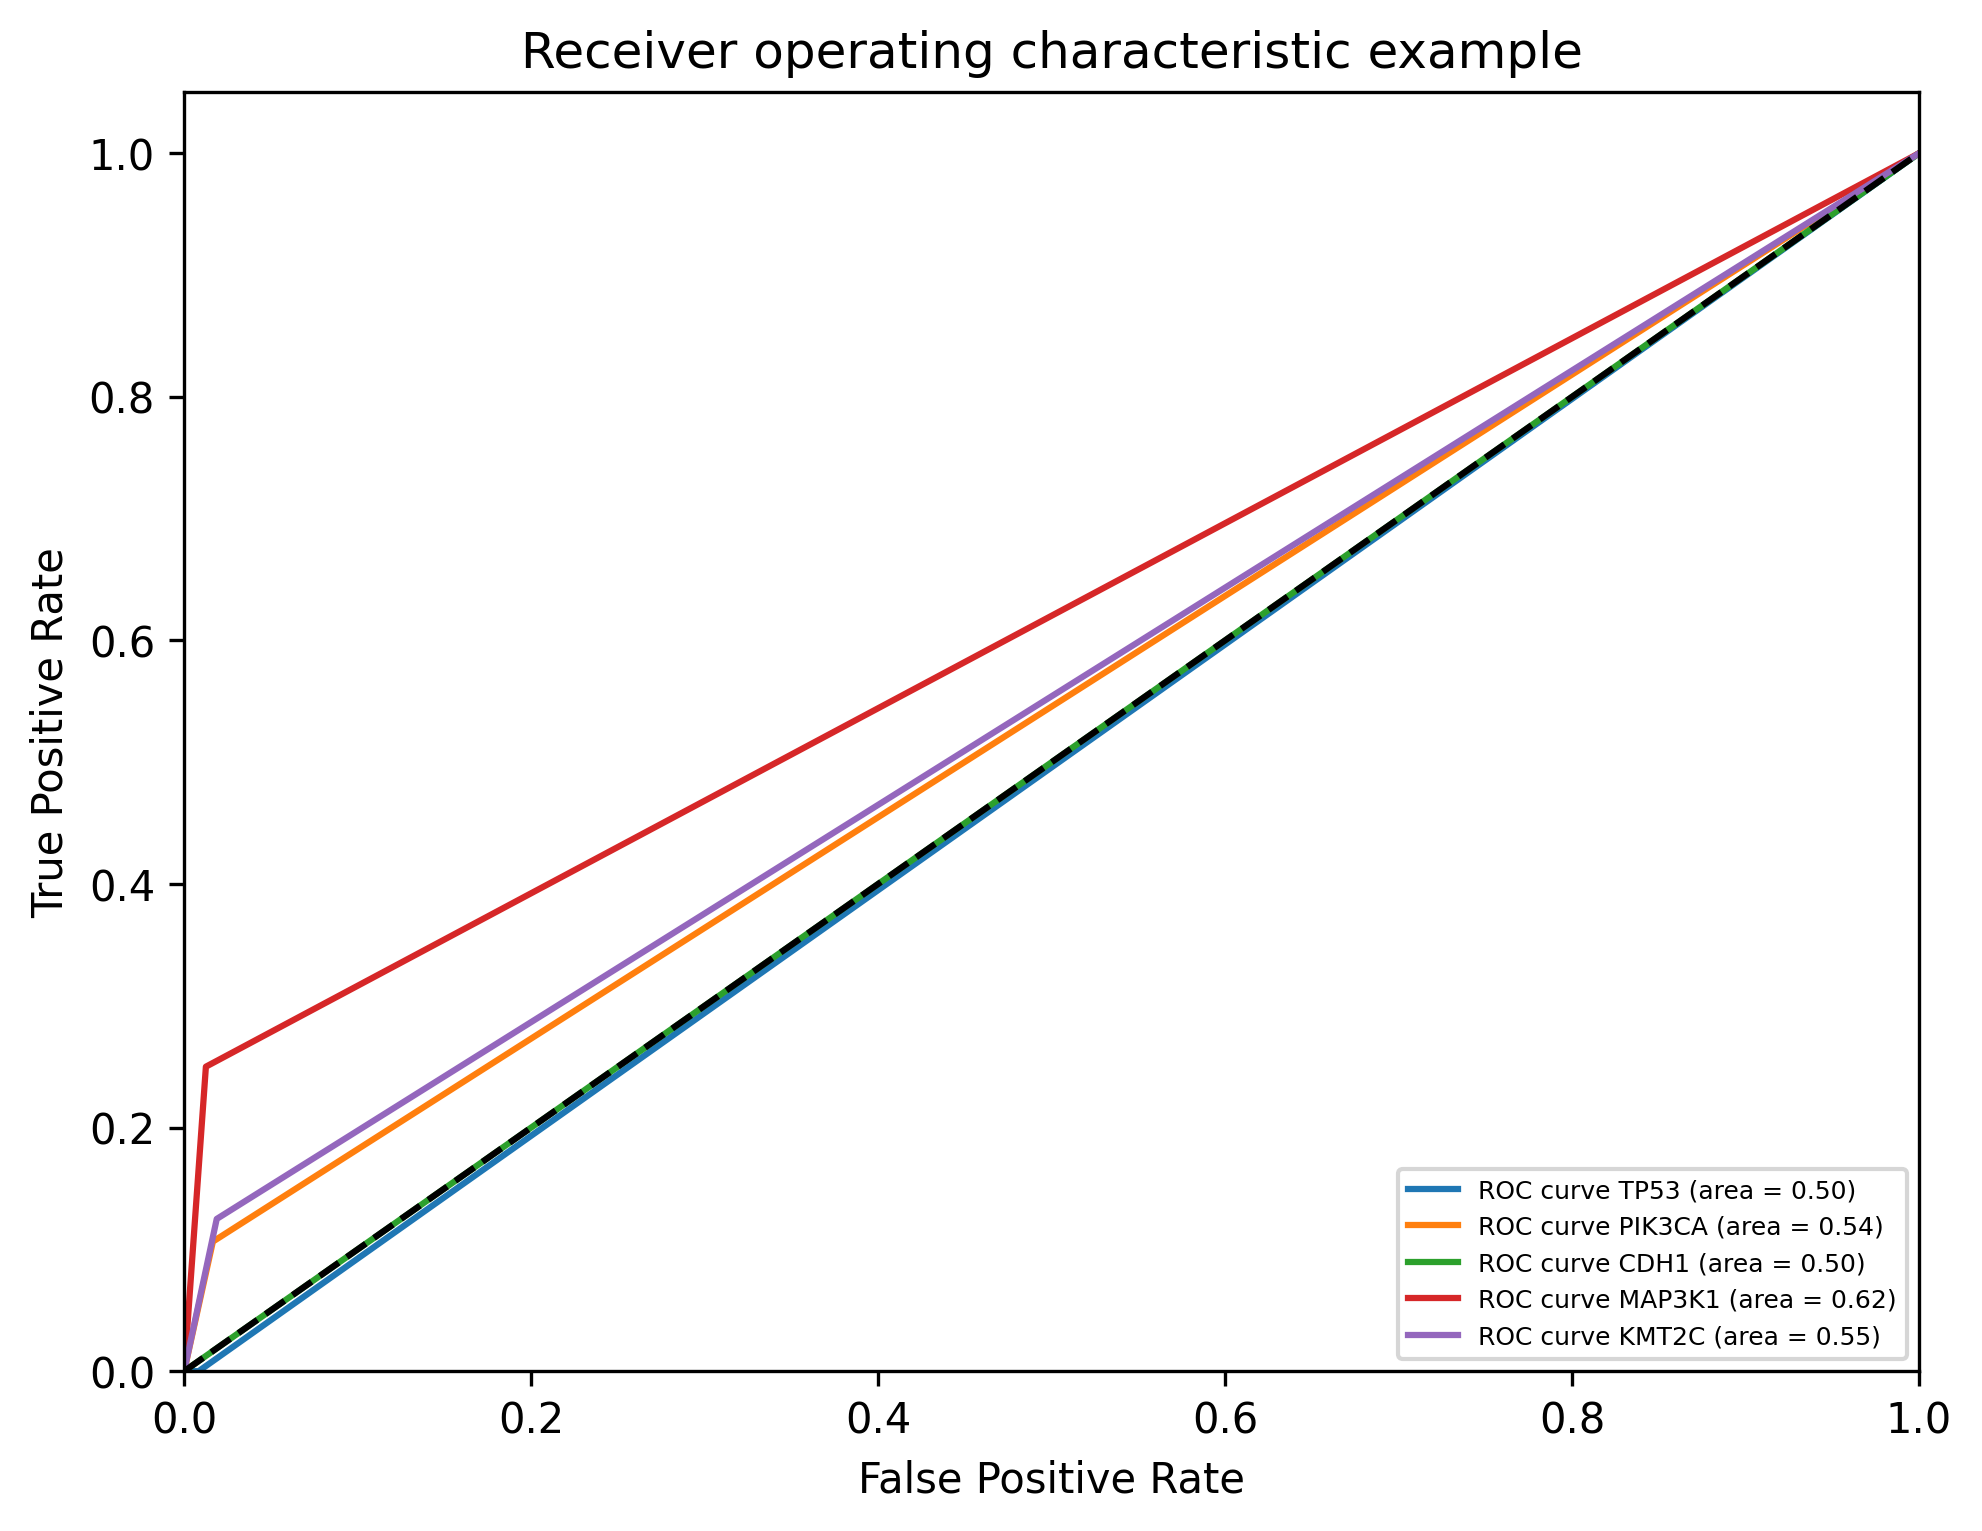 Receiver operating characteristic example
1.0
0.8
0.6
0.4
0.2
0.0
True Positive Rate
0.0 0.2 0.4 0.6 0.8 1.0
False Positive Rate
ROC curve TP53 (area = 0.50)
ROC curve PIK3CA (area = 0.54)
ROC curve CDH1 (area = 0.50)
ROC curve MAP3K1 (area = 0.62)
ROC curve KMT2C (area = 0.55)